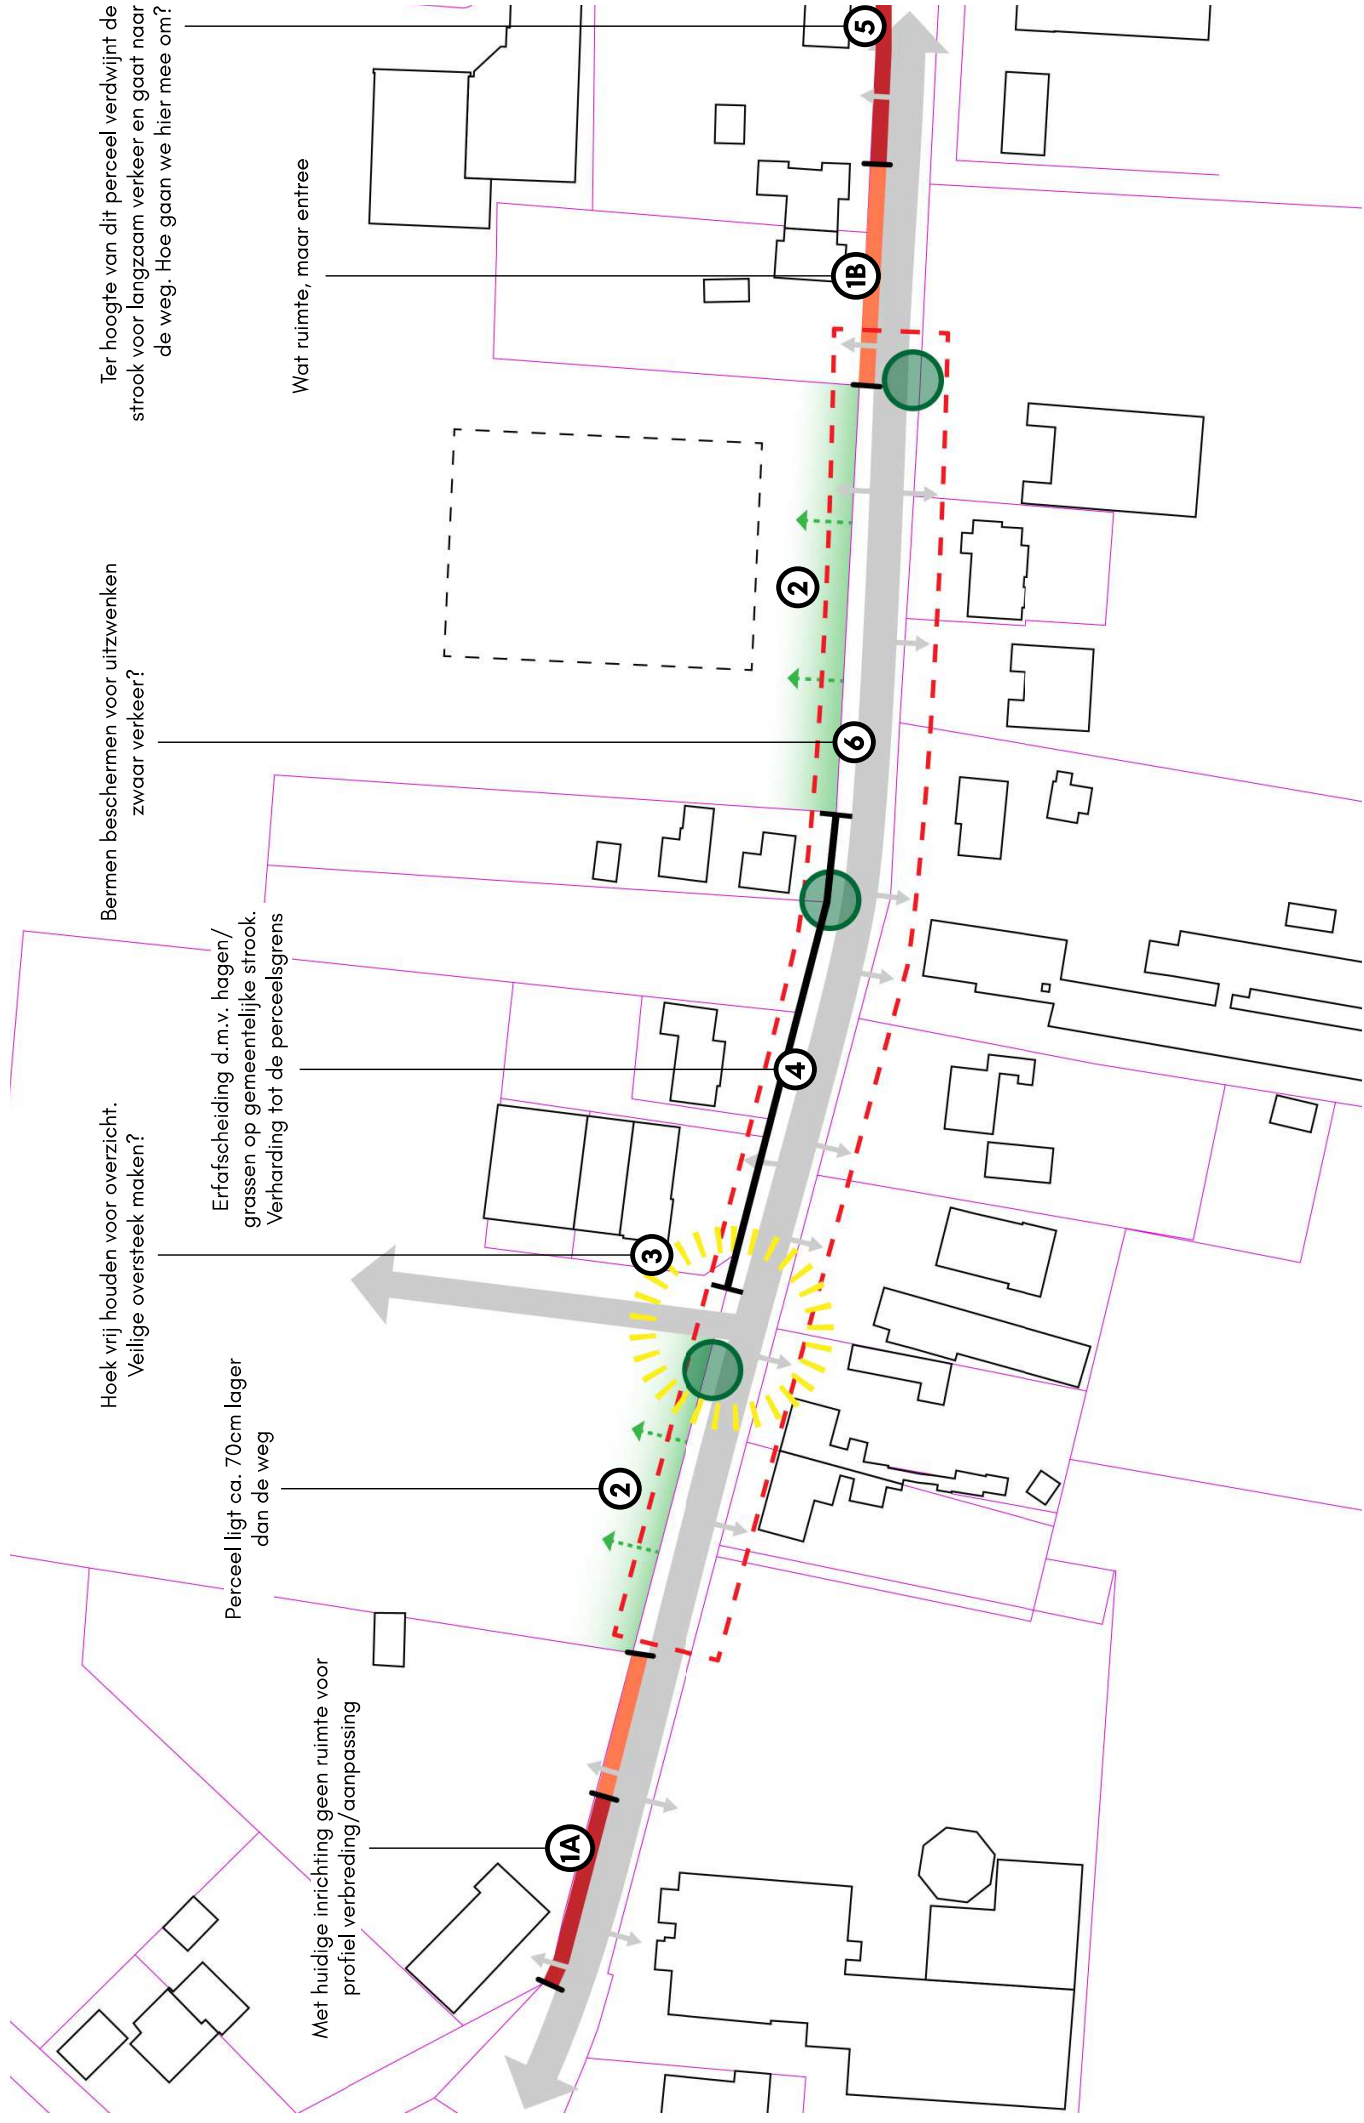 Met huidige inrichting geen ruimte voor
profiel verbreding/aanpassing
1A
Perceel ligt ca. 70cm lager
dan de weg
2
Hoek vrij houden voor overzicht.
Veilige oversteek maken?
3
Erfafscheiding d.m.v. hagen/
grassen op gemeentelijke strook.
Verharding tot de perceelsgrens
4
Bermen beschermen voor uitzwenken
zwaar verkeer?
6
2
Wat ruimte, maar entree
1B
Ter hoogte van dit perceel verdwijnt de
strook voor langzaam verkeer en gaat naar
de weg. Hoe gaan we hier mee om?
5